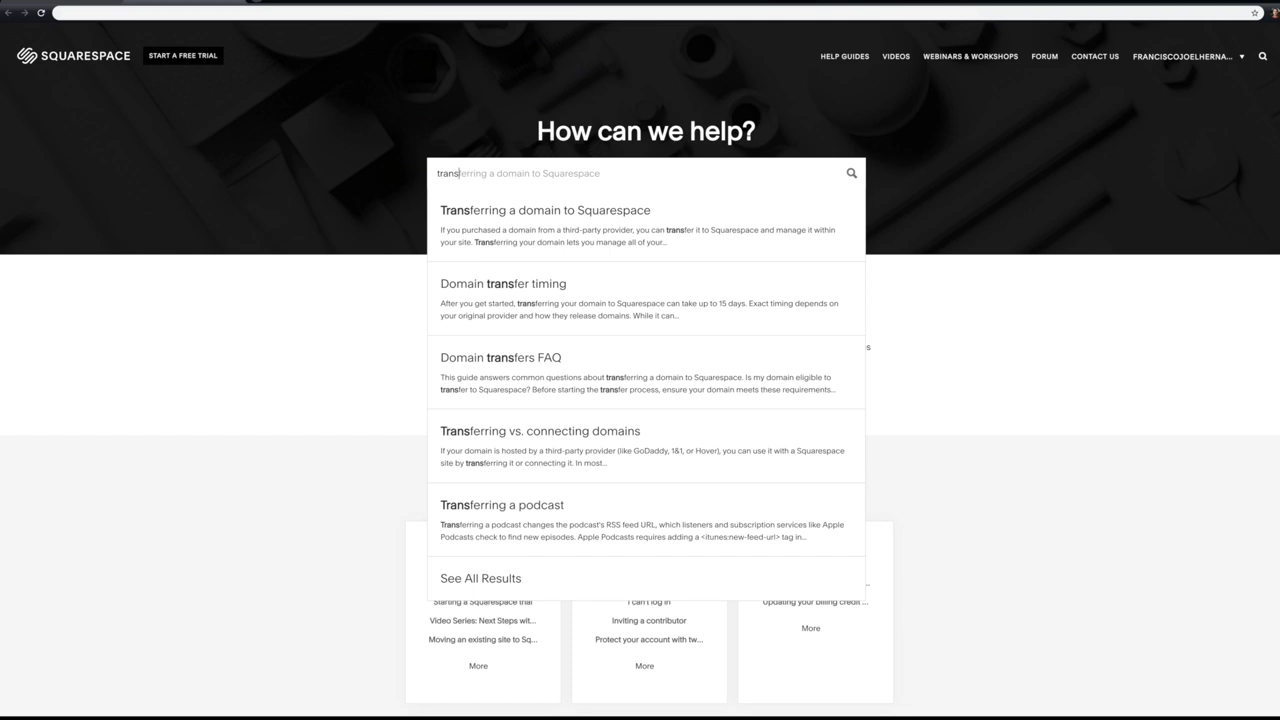 SQUARESPACE
START A FREE TRIAL
HELP GUIDES
VIDEOS
WEBINARS & WORKSHOPS
FORUM
CONTACT US
FRANCISCOJOELHERNA...
How can we help?
transferring a domain to Squarespace
Transferring a domain to Squarespace
If you purchased a domain from a third-party provider, you can transfer it to Squarespace and manage it within
your site. Transferring your domain lets you manage all of your...
Domain transfer timing
After you get started, transferring your domain to Squarespace can take up to 15 days. Exact timing depends on
your original provider and how they release domains. While it can...
Domain transfers FAQ
This guide answers common questions about transferring a domain to Squarespace. Is my domain eligible to
transfer to Squarespace? Before starting the transfer process, ensure your domain meets these requirements...
Transferring vs. connecting domains
If your domain is hosted by a third-party provider (like GoDaddy, 1&1, or Hover), you can use it with a Squarespace
site by transferring it or connecting it. In most...
Transferring a podcast
Transferring a podcast changes the podcast's RSS feed URL, which listeners and subscription services like Apple
Podcasts check to find new episodes. Apple Podcasts requires adding a <itunes:new-feed-url> tag in...
See All Results
Starting a Squarespace trial
Video Series: Next Steps wit...
Moving an existing site to Sq...
More
I can't log in
Inviting a contributor
Protect your account with tw...
More
Updating your billing credit ...
More